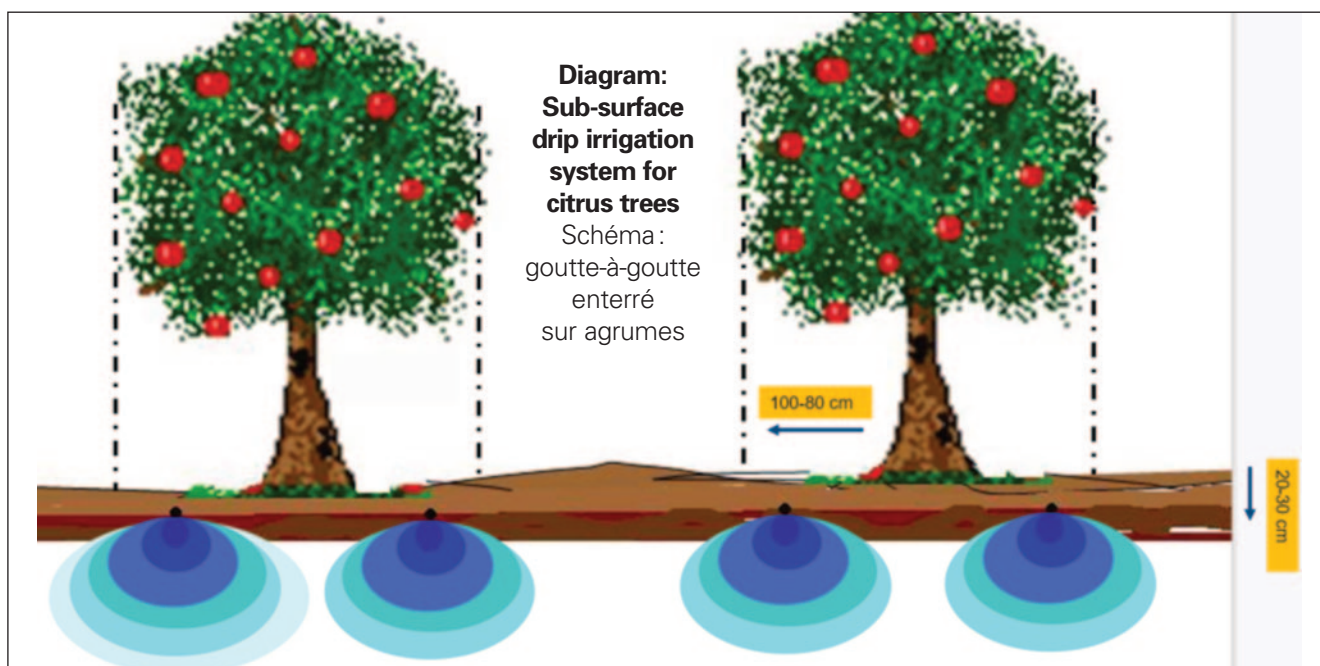 Diagram:
Sub-surface
drip irrigation
system for
citrus trees
Schéma :
goutte-à-goutte
enterré
sur agrumes
100-80 cm
20-30 cm